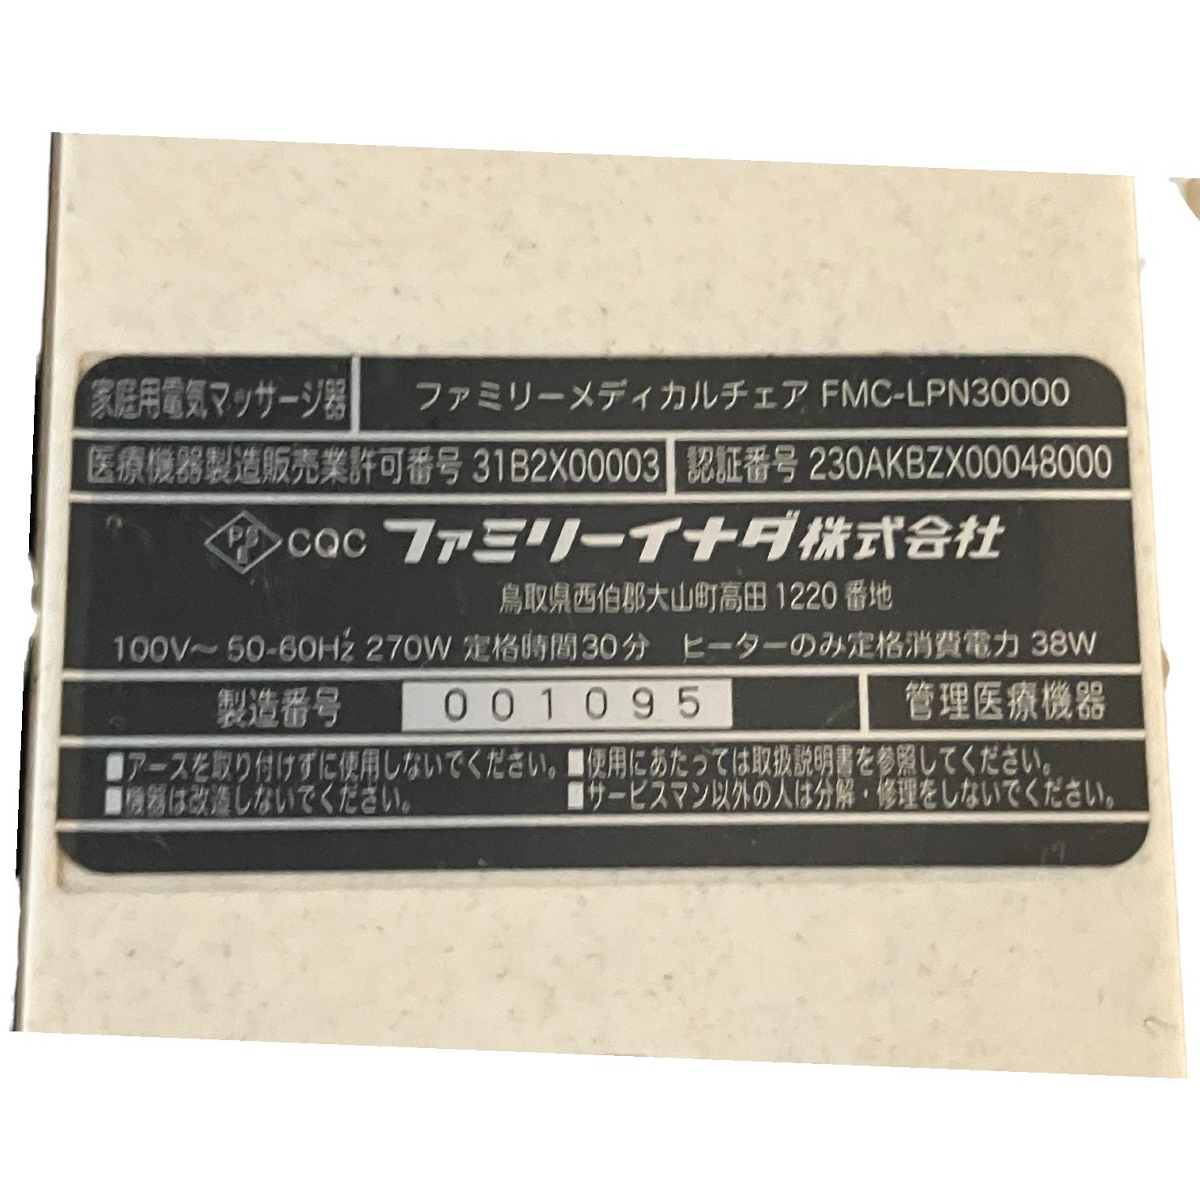 家庭用電気マッサージ器 ファミリーメディカルチェア FMC-LPN30000
医療機器製造販売業許可番号 31B2X00003 認証番号 230AKBZX00048000
PSE CQC ファミリーイナダ株式会社
鳥取県西伯郡大山町高田 1220 番地
100V～ 50-60Hz 270W 定格時間30分 ヒーターのみ定格消費電力 38W
製造番号 001095 管理医療機器
■アースを取り付けずに使用しないでください。 ■使用にあたっては取扱説明書を参照してください。
■機器は改造しないでください。 ■サービスマン以外の人は分解・修理をしないでください。